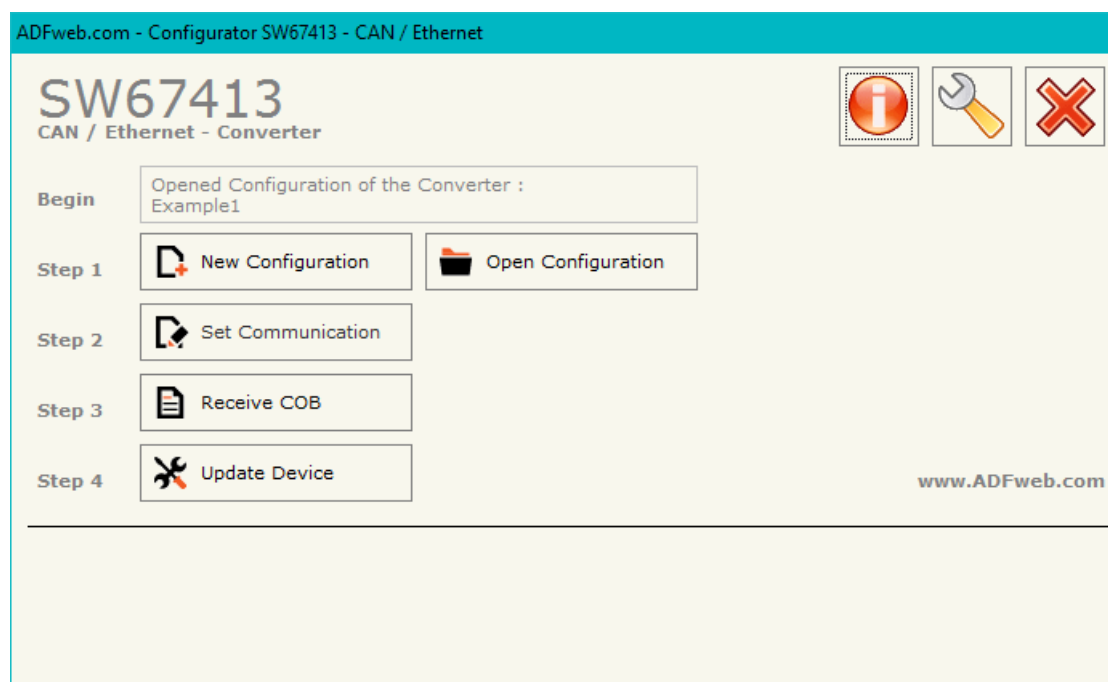 ADFweb.com - Configurator SW67413 - CAN / Ethernet
SW67413
CAN / Ethernet - Converter
Begin
Opened Configuration of the Converter :
Example1
Step 1
New Configuration
Open Configuration
Step 2
Set Communication
Step 3
Receive COB
Step 4
Update Device
www.ADFweb.com